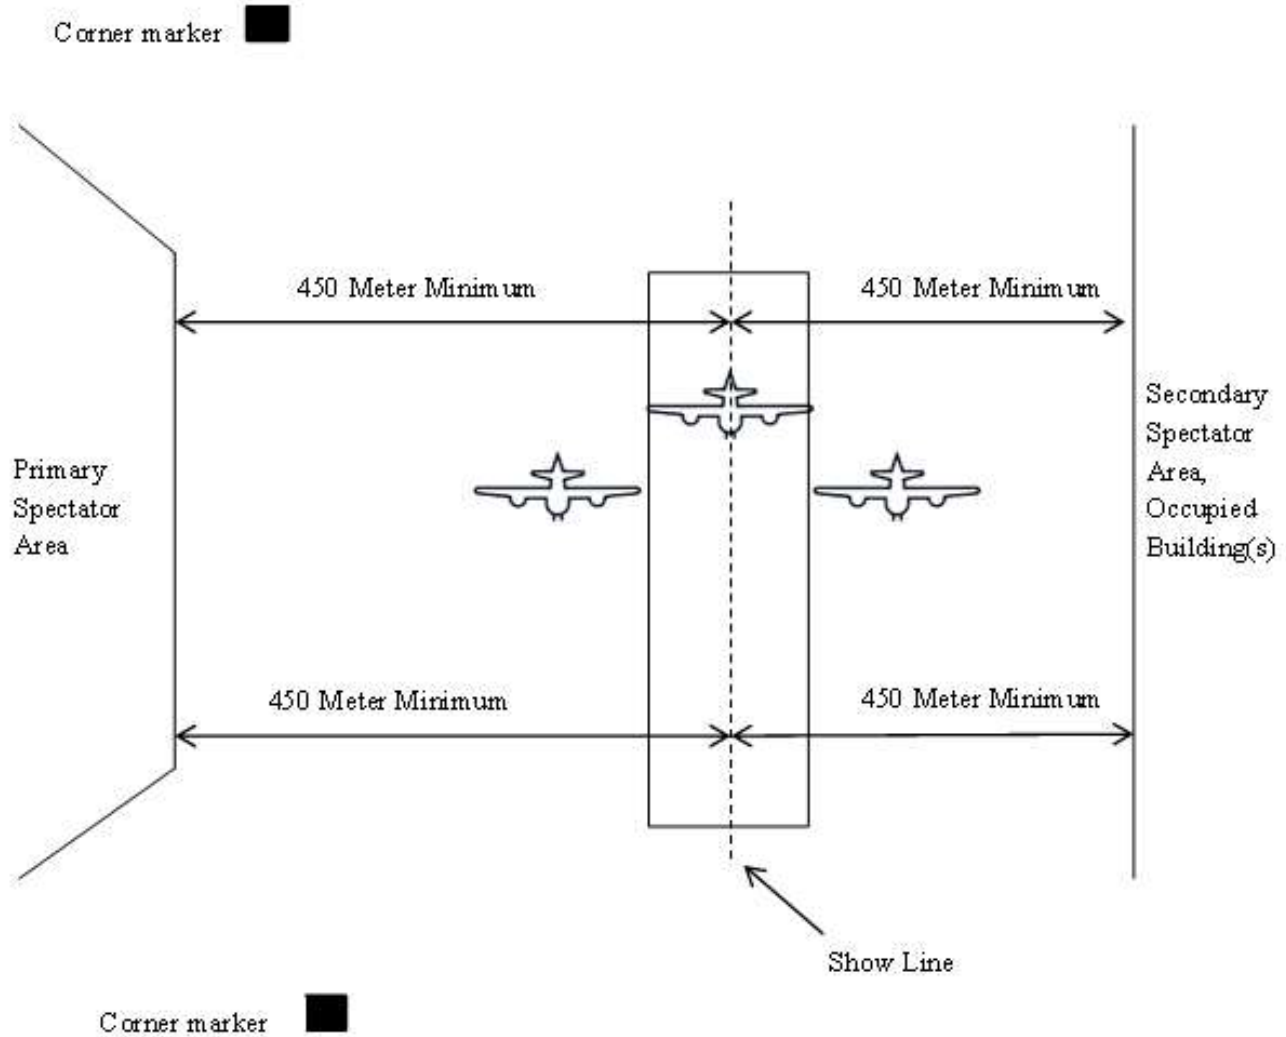 Corner marker
450 Meter Minimum
450 Meter Minimum
Primary
Spectator
Area
Secondary
Spectator
Area,
Occupied
Building(s)
450 Meter Minimum
450 Meter Minimum
Show Line
Corner marker